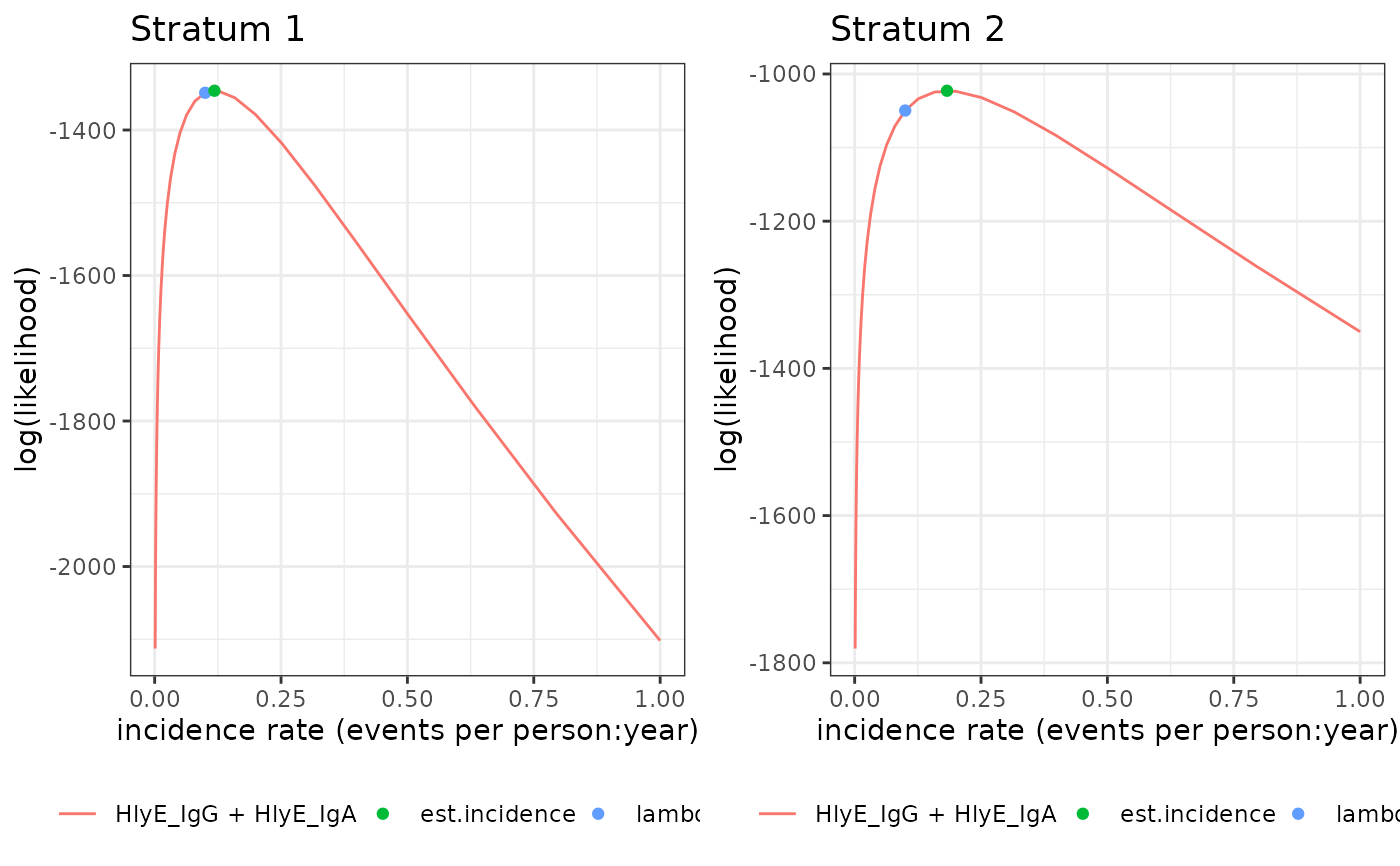 Stratum 1
log(likelihood)
-1400
-1600
-1800
-2000
0.00 0.25 0.50 0.75 1.00
incidence rate (events per person:year)
HlyE_IgG + HlyE_IgA est.incidence
Stratum 2
log(likelihood)
-1000
-1200
-1400
-1600
-1800
0.00 0.25 0.50 0.75 1.00
incidence rate (events per person:year)
HlyE_IgG + HlyE_IgA est.incidence